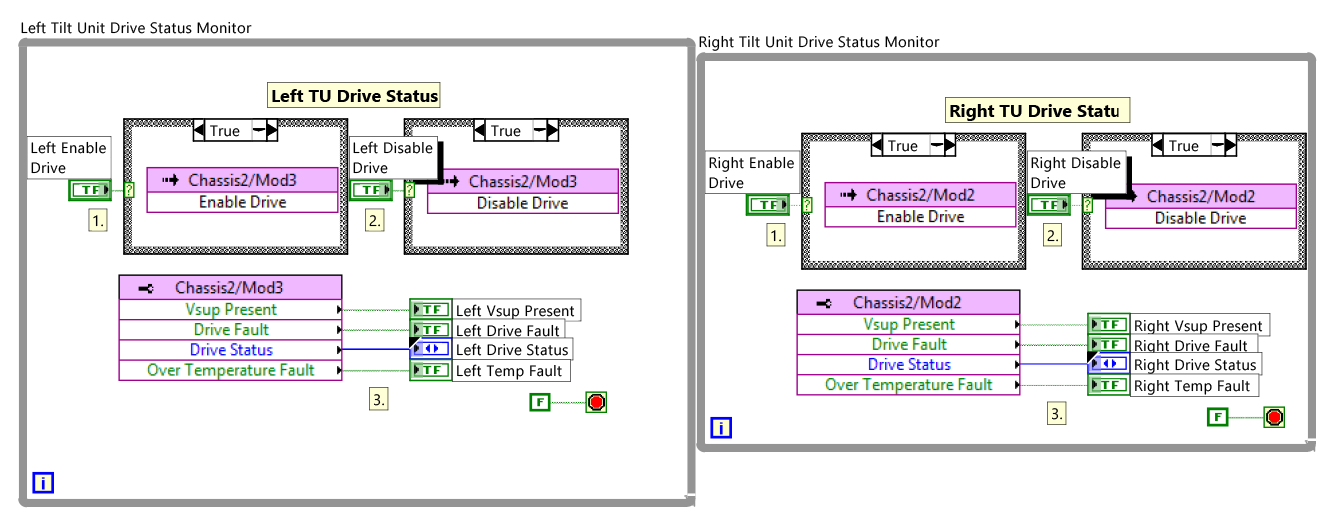 Left Tilt Unit Drive Status Monitor
Left TU Drive Status
True
True
Left Enable
Drive
TF
?
Chassis2/Mod3
Enable Drive
1.
Left Disable
Drive
TF
?
Chassis2/Mod3
Disable Drive
2.
Chassis2/Mod3
Vsup Present
Drive Fault
Drive Status
Over Temperature Fault
TF
Left Vsup Present
TF
Left Drive Fault
Left Drive Status
TF
Left Temp Fault
3.
F
i
Right Tilt Unit Drive Status Monitor
Right TU Drive Statu
True
True
Right Enable
Drive
TF
?
Chassis2/Mod2
Enable Drive
1.
Right Disable
Drive
TF
?
Chassis2/Mod2
Disable Drive
2.
Chassis2/Mod2
Vsup Present
Drive Fault
Drive Status
Over Temperature Fault
TF
Right Vsup Present
TF
Right Drive Fault
Right Drive Status
TF
Right Temp Fault
3.
F
i